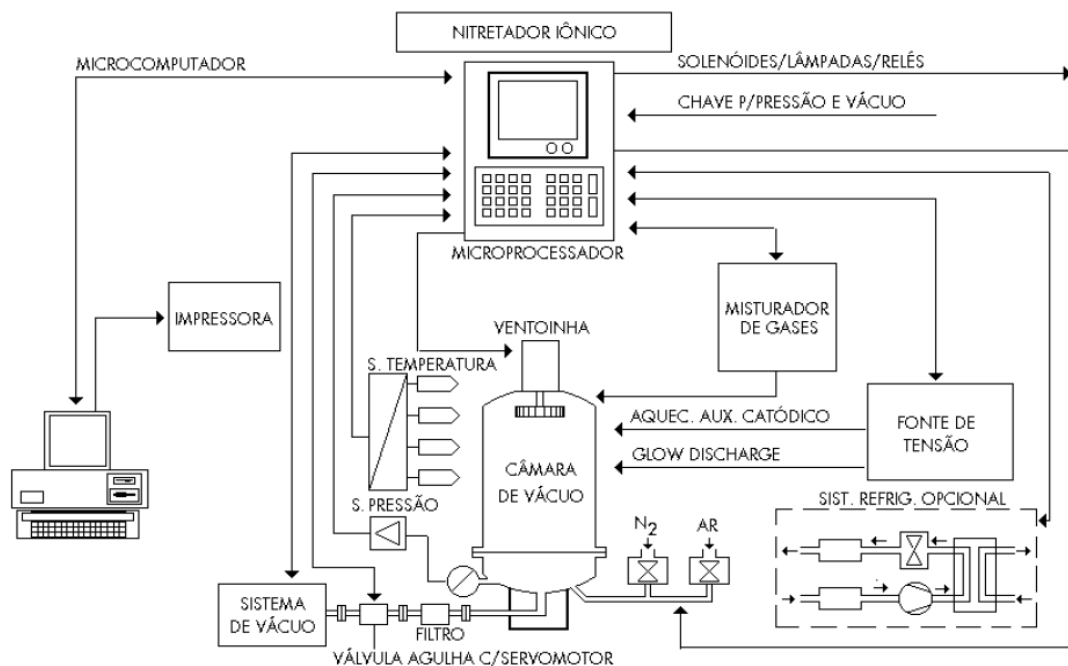 NITRETADOR IÔNICO
MICROCOMPUTADOR
SOLENÓIDES/LÂMPADAS/RELÉS
CHAVE P/PRESSÃO E VÁCUO
MICROPROCESSADOR
IMPRESSORA
MISTURADOR
DE GASES
VENTOINHA
S. TEMPERATURA
AQUEC. AUX. CATÓDICO
FONTE DE
TENSÃO
GLOW DISCHARGE
CÂMARA
DE VÁCUO
S. PRESSÃO
SIST. REFRIG. OPCIONAL
N2
AR
SISTEMA
DE VÁCUO
FILTRO
VÁLVULA AGULHA C/SERVOMOTOR